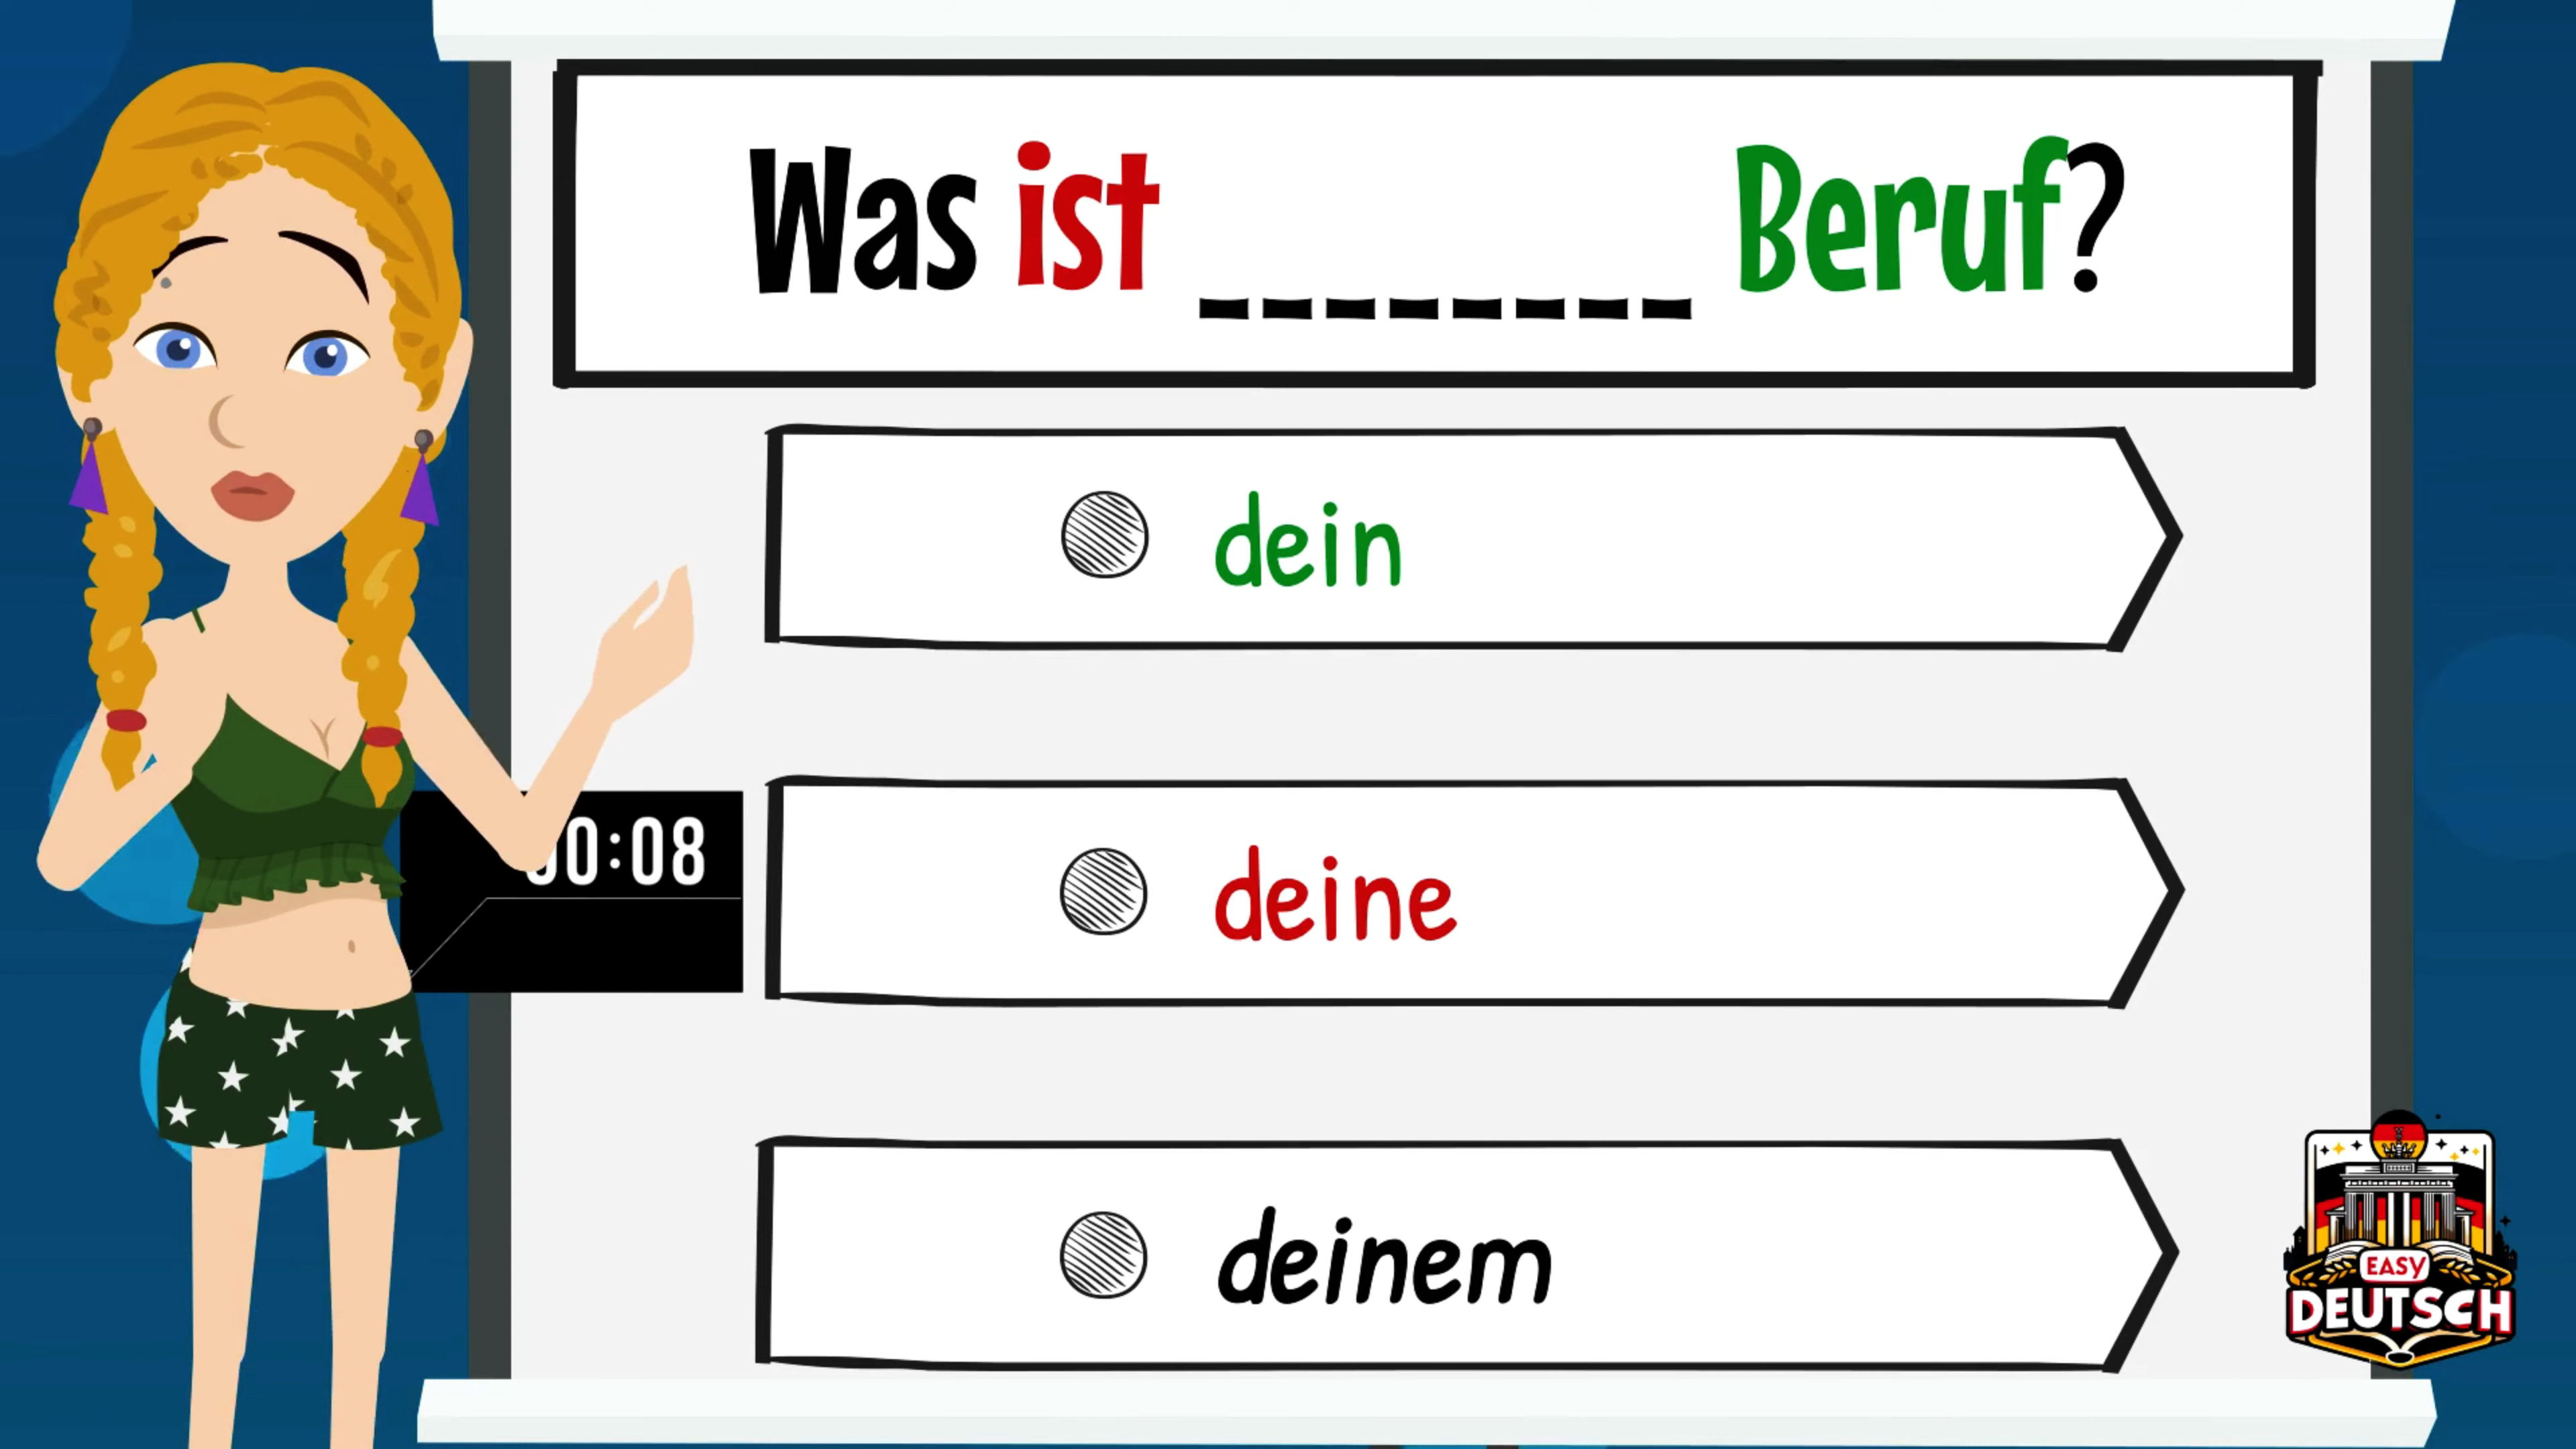 Was ist ________ Beruf?
dein
deine
00:08
deinem
EASY
DEUTSCH